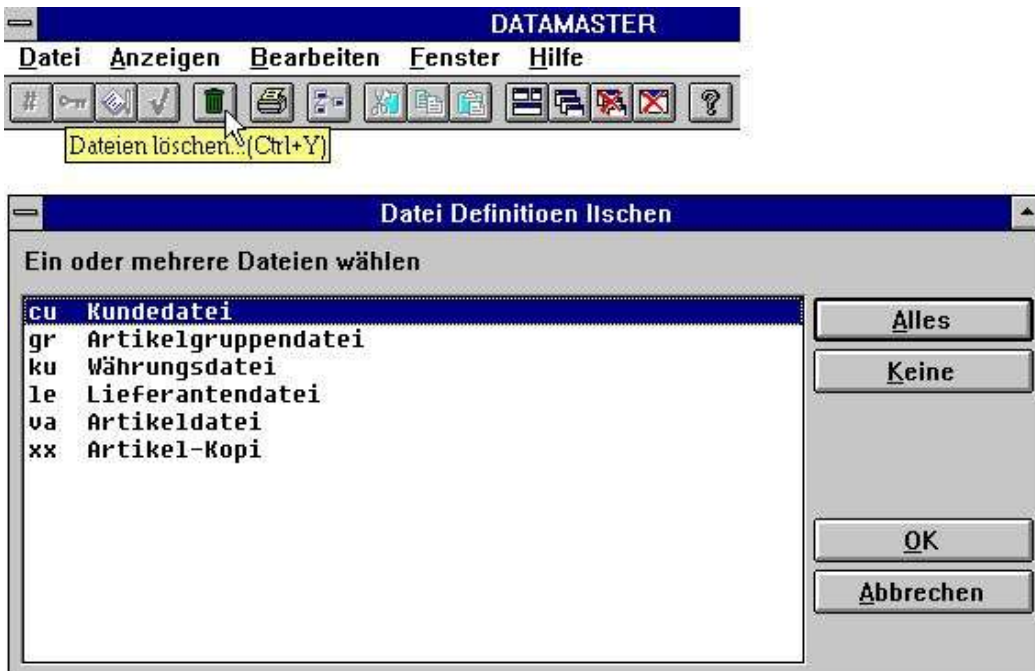 DATAMASTER
Datei Anzeigen Bearbeiten Fenster Hilfe
#
?
Dateien löschen...(Ctrl+Y)
Datei Definitioen lIschen
Ein oder mehrere Dateien wählen
cu Kundedatei
gr Artikelgruppendatei
ku Währungsdatei
le Lieferantendatei
va Artikeldatei
xx Artikel-Kopi
Alles
Keine
OK
Abbrechen